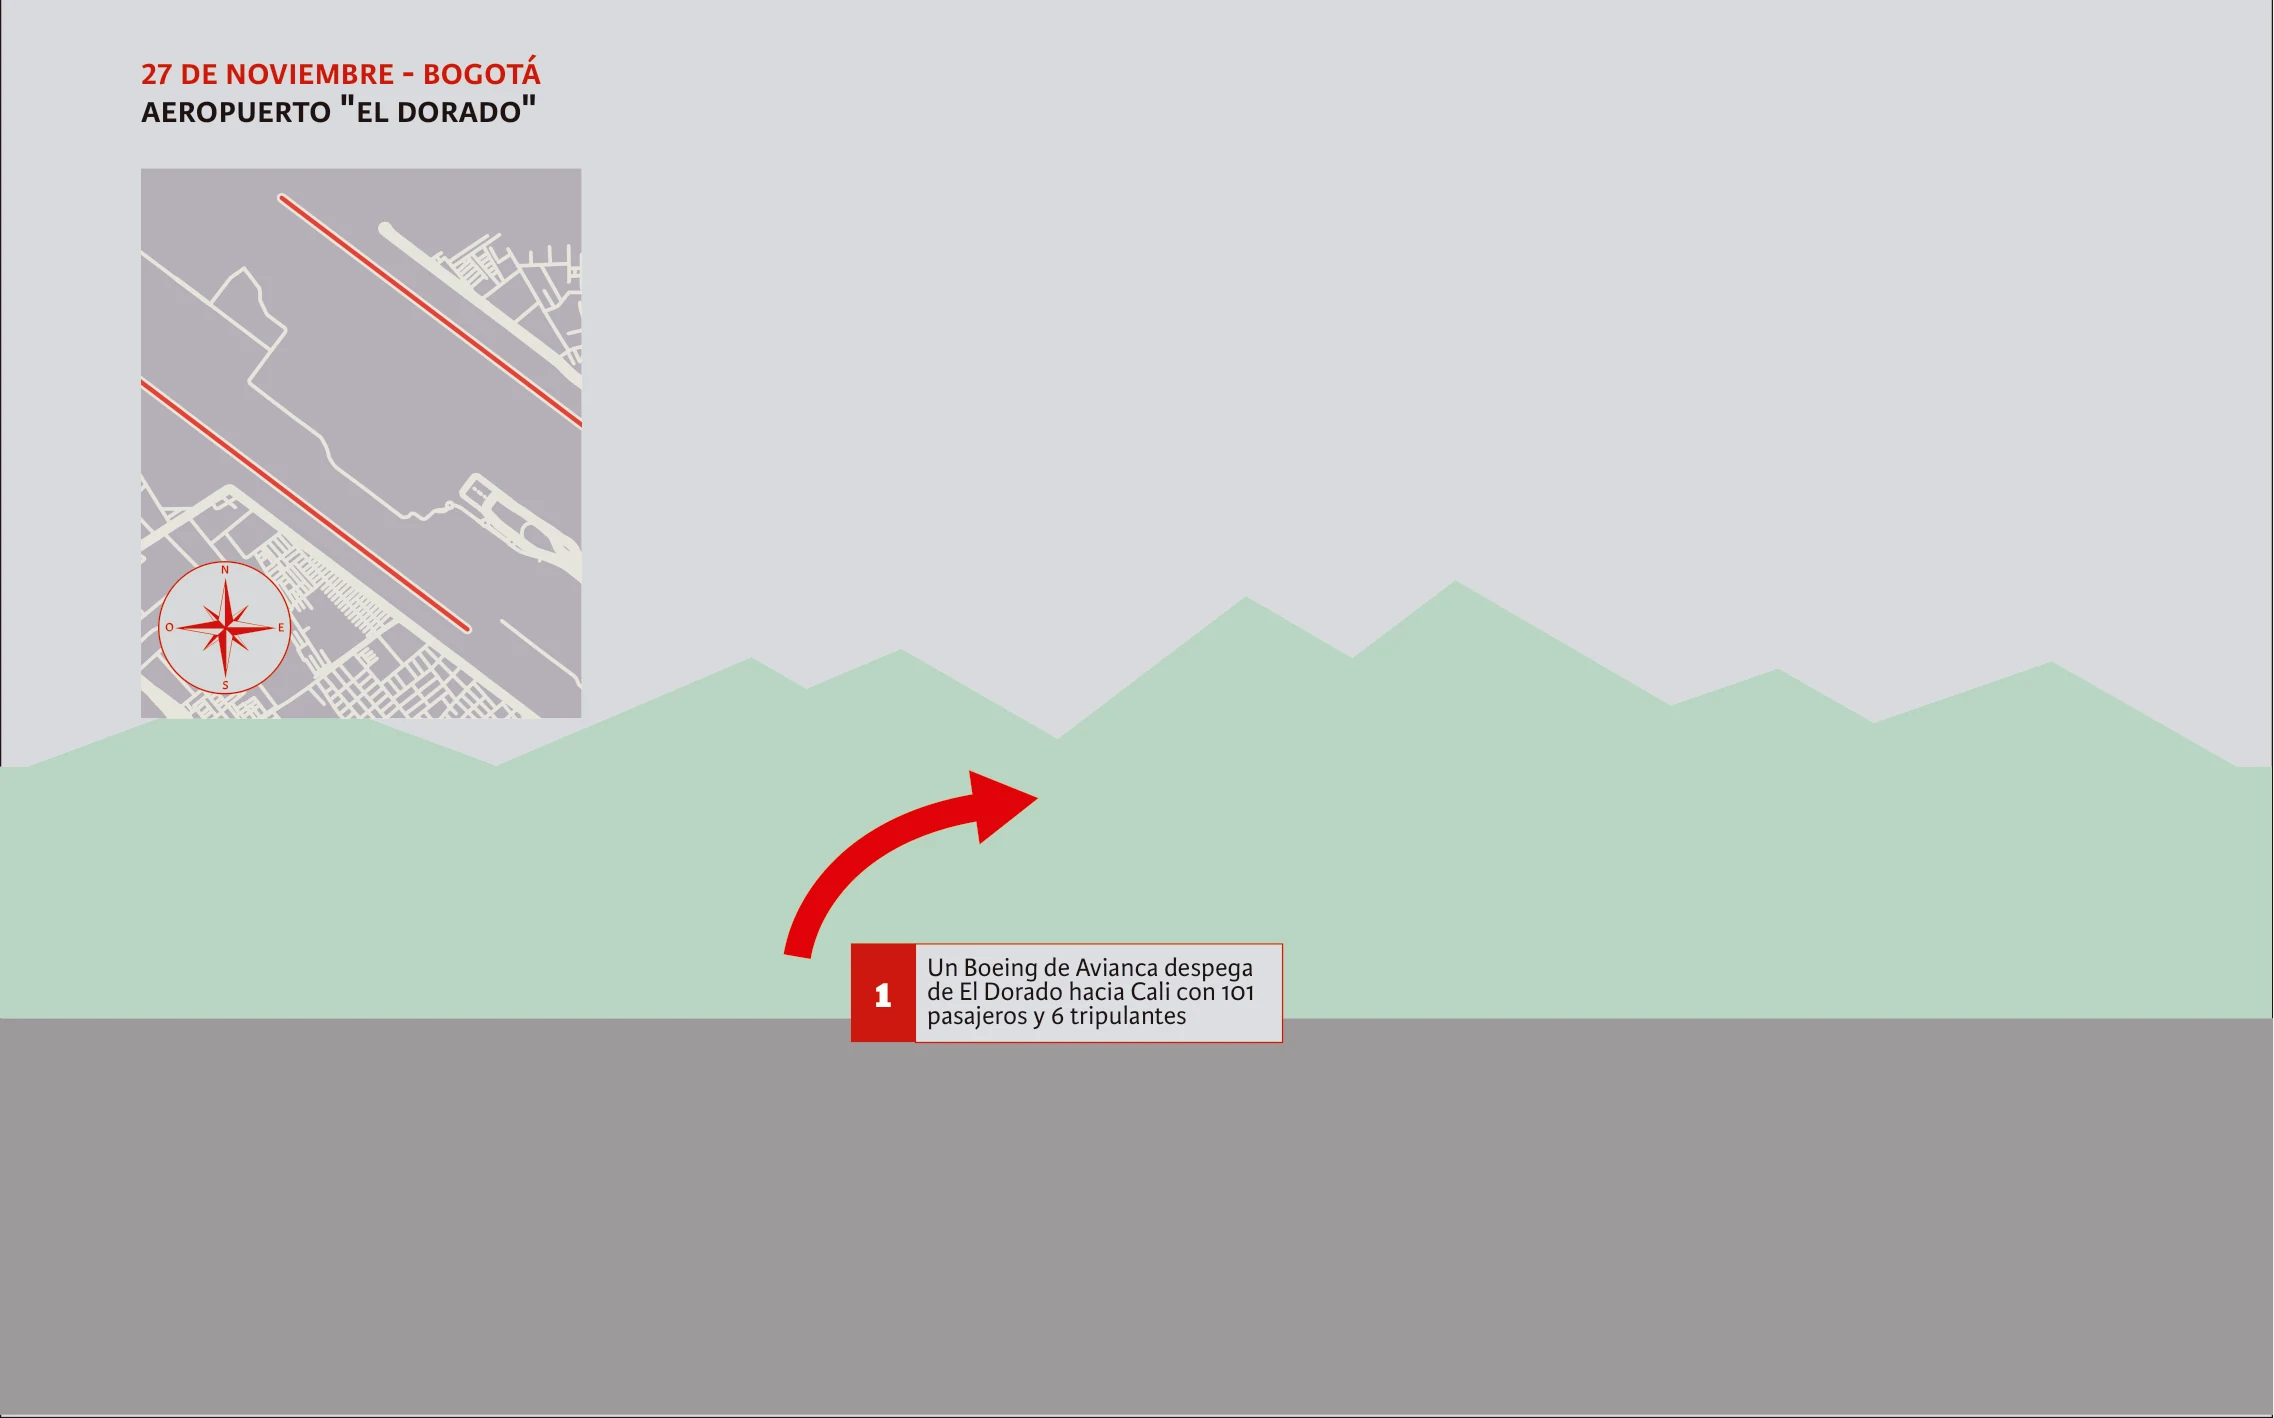 27 DE NOVIEMBRE - BOGOTÁ
AEROPUERTO "EL DORADO"
N
O
E
S
1
Un Boeing de Avianca despega
de El Dorado hacia Cali con 101
pasajeros y 6 tripulantes